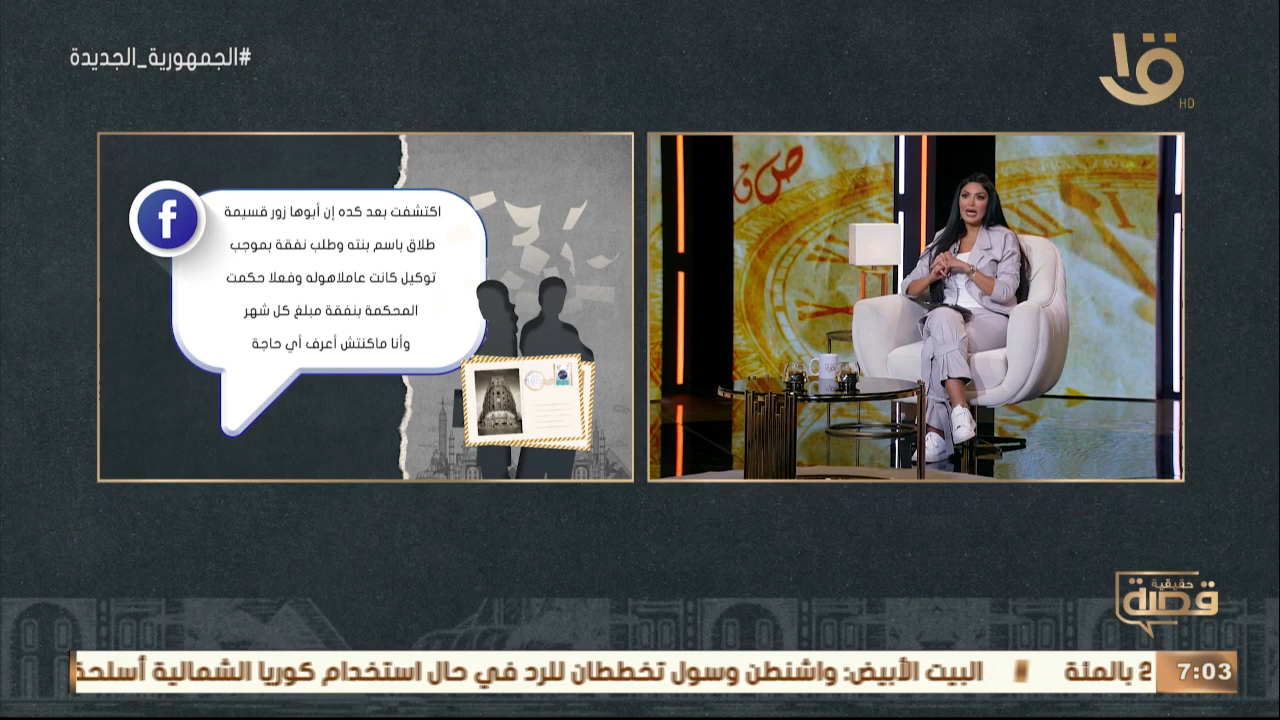 #الجمهورية_الجديدة
HD
اكتشفت بعد كده إن أبوها زور قسيمة
طلاق باسم بنته وطلب نفقة بموجب
توكيل كانت عاملاهوله وفعلا حكمت
المحكمة بنفقة مبلغ كل شهر
وأنا ماكنتش أعرف أي حاجة
قصة
حقيقية
2 بالمئة
البيت الأبيض: واشنطن وسول تخططان للرد في حال استخدام كوريا الشمالية أسلحة
7:03